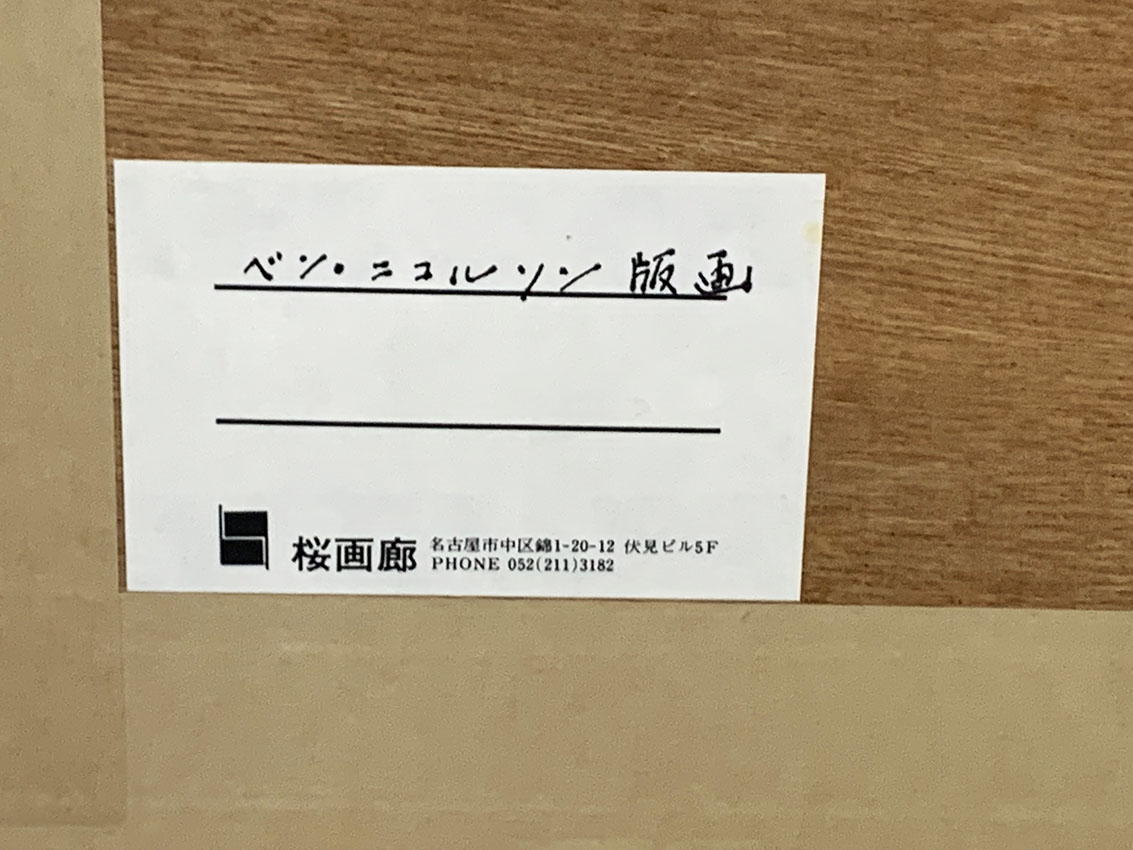 ベン・ニコルソン 版画
桜画廊 名古屋市中区錦1-20-12 伏見ビル5F
PHONE 052(211)3182